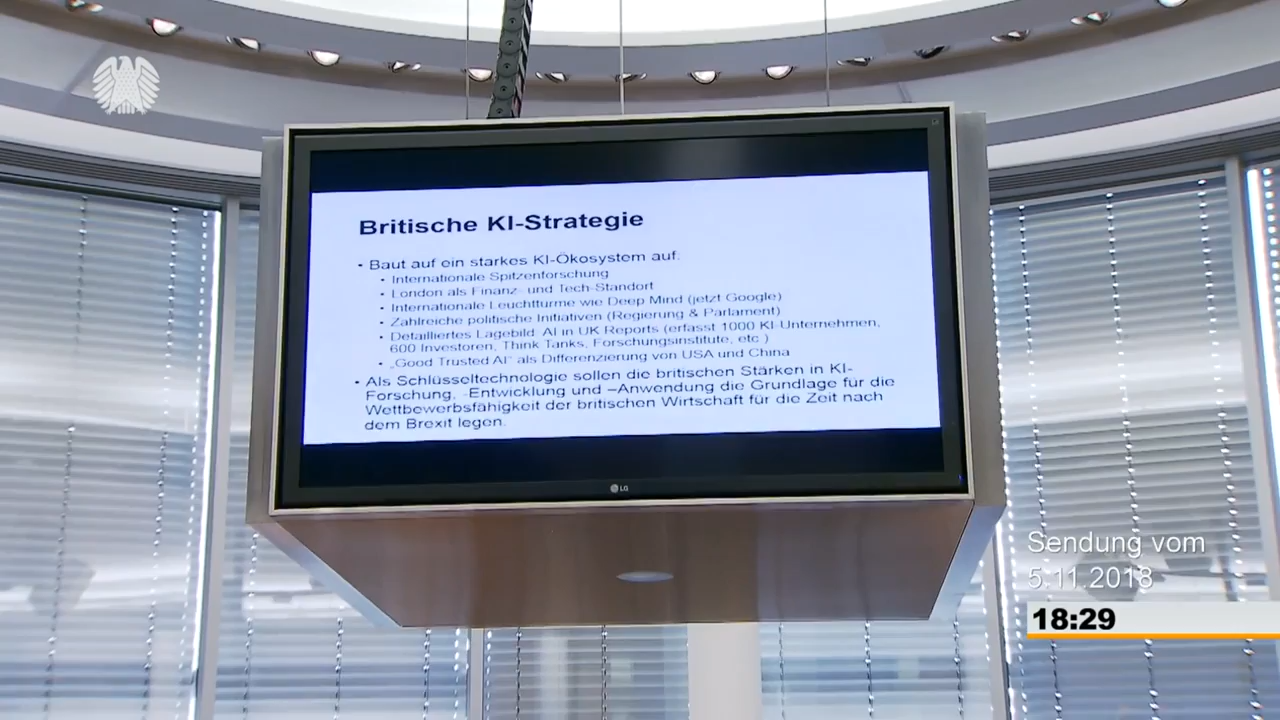 Britische KI-Strategie
• Baut auf ein starkes KI-Ökosystem auf:
• Internationale Spitzenforschung
• London als Finanz- und Tech-Standort
• Internationale Leuchttürme wie Deep Mind (jetzt Google)
• Zahlreiche politische Initiativen (Regierung & Parlament)
• Detailliertes Lagebild: AI in UK Reports (erfasst 1000 KI-Unternehmen,
600 Investoren, Think Tanks, Forschungsinstitute, etc.)
• „Good Trusted AI“ als Differenzierung von USA und China
• Als Schlüsseltechnologie sollen die britischen Stärken in KI-
Forschung, -Entwicklung und –Anwendung die Grundlage für die
Wettbewerbsfähigkeit der britischen Wirtschaft für die Zeit nach
dem Brexit legen.
LG
Sendung vom
5.11.2018
18:29